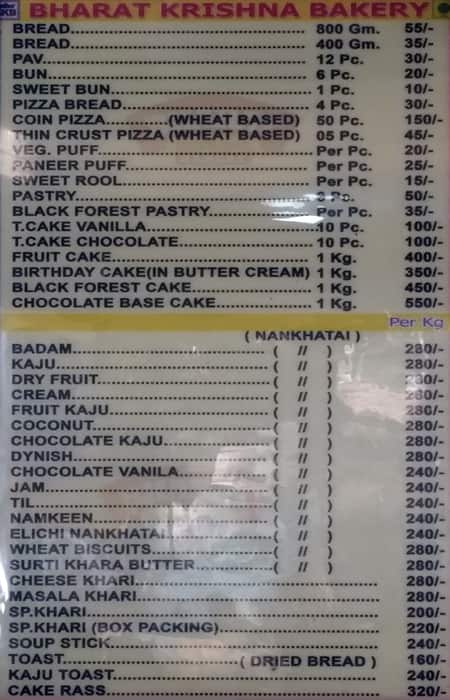 BHARAT KRISHNA BAKERY
BREAD.................................... 800 Gm. 55/-
BREAD.................................... 400 Gm. 35/-
PAV........................................ 12 Pc. 30/-
BUN........................................ 6 Pc. 20/-
SWEET BUN............................. 1 Pc. 10/-
PIZZA BREAD............................ 4 Pc. 30/-
COIN PIZZA.............(WHEAT BASED) 50 Pc. 150/-
THIN CRUST PIZZA (WHEAT BASED) 05 Pc. 45/-
VEG. PUFF................................ Per Pc. 20/-
PANEER PUFF............................ Per Pc. 25/-
SWEET ROOL............................. Per Pc. 15/-
PASTRY.................................... Pc. 50/-
BLACK FOREST PASTRY................ Per Pc. 35/-
T.CAKE VANILLA......................... 10 Pc. 100/-
T.CAKE CHOCOLATE..................... 10 Pc. 100/-
FRUIT CAKE............................... 1 Kg. 400/-
BIRTHDAY CAKE(IN BUTTER CREAM) 1 Kg. 350/-
BLACK FOREST CAKE................... 1 Kg. 450/-
CHOCOLATE BASE CAKE............... 1 Kg. 550/-
Per Kg
( NANKHATAI )
BADAM.............................. ( // ) 280/-
KAJU................................. ( // ) 280/-
DRY FRUIT.......................... ( // ) 280/-
CREAM............................... ( // ) 280/-
FRUIT KAJU......................... ( // ) 280/-
COCONUT........................... ( // ) 280/-
CHOCOLATE KAJU................. ( // ) 280/-
DYNISH.............................. ( // ) 280/-
CHOCOLATE VANILA.............. ( // ) 240/-
JAM................................... ( // ) 240/-
TIL.................................... ( // ) 240/-
NAMKEEN........................... ( // ) 240/-
ELICHI NANKHATAI............... ( // ) 240/-
WHEAT BISCUITS.................. ( // ) 280/-
SURTI KHARA BUTTER............ ( // ) 240/-
CHEESE KHARI........................................ 280/-
MASALA KHARI....................................... 280/-
SP.KHARI.............................................. 200/-
SP.KHARI (BOX PACKING).......................... 220/-
SOUP STICK........................................... 240/-
TOAST.............................( DRIED BREAD ) 160/-
KAJU TOAST........................................... 240/-
CAKE RASS............................................ 320/-